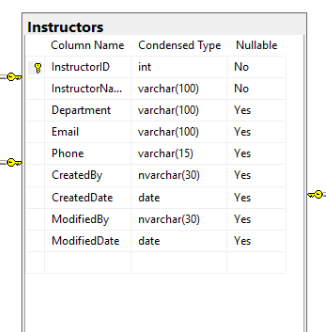 Instructors
Column Name Condensed Type Nullable
InstructorID int No
InstructorNa... varchar(100) No
Department varchar(100) Yes
Email varchar(100) Yes
Phone varchar(15) Yes
CreatedBy nvarchar(30) Yes
CreatedDate date Yes
ModifiedBy nvarchar(30) Yes
ModifiedDate date Yes